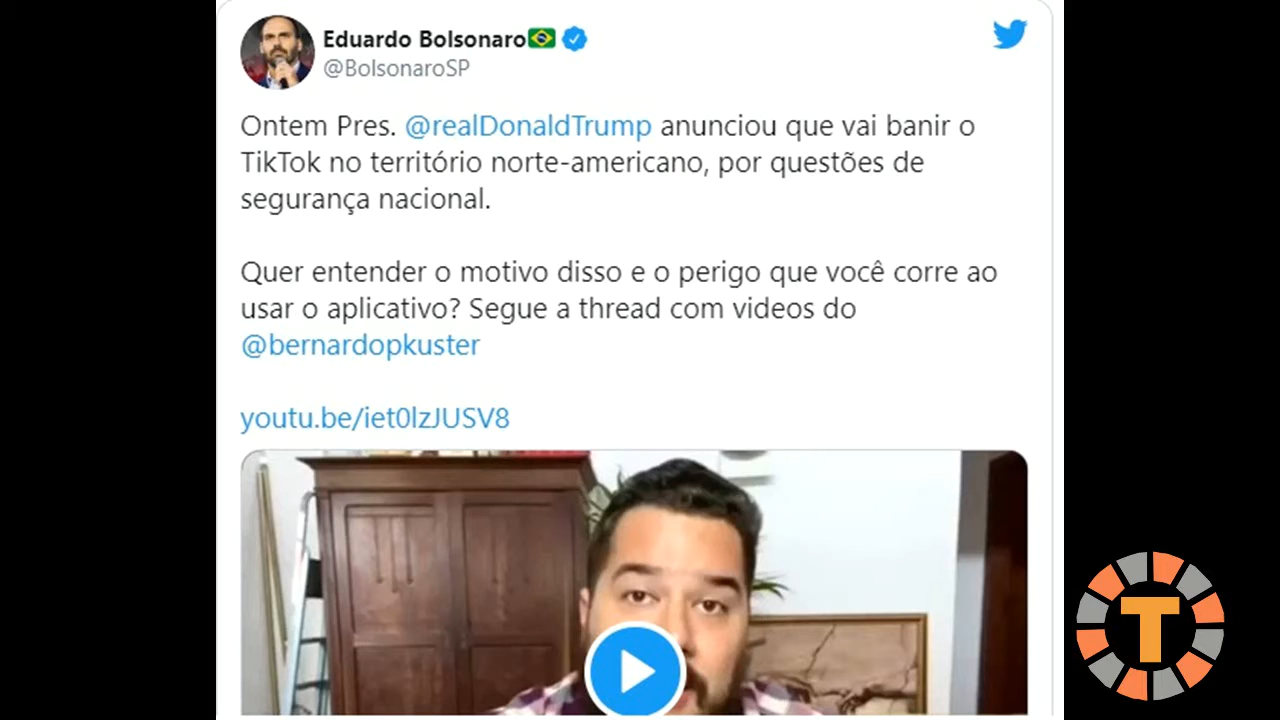 Eduardo Bolsonaro
@BolsonaroSP
Ontem Pres. @realDonaldTrump anunciou que vai banir o
TikTok no território norte-americano, por questões de
segurança nacional.
Quer entender o motivo disso e o perigo que você corre ao
usar o aplicativo? Segue a thread com videos do
@bernardopkuster
youtu.be/iet0lzJUSV8
T